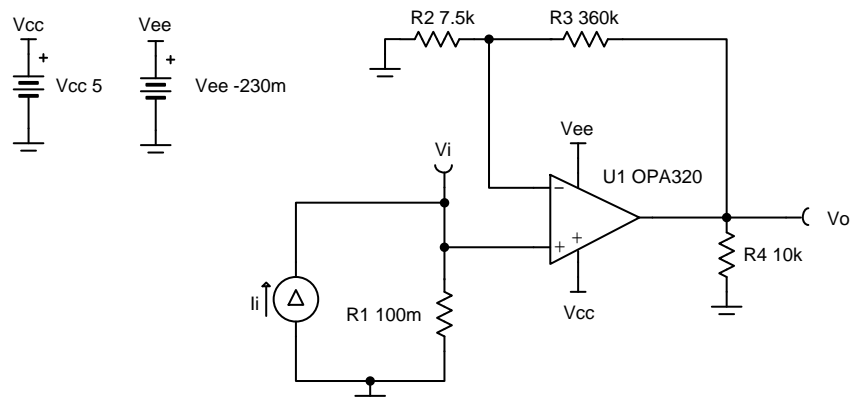 Vcc
+
Vcc 5
Vee
+
Vee -230m
R2 7.5k
R3 360k
Vee
U1 OPA320
Vi
−
+
+
Vo
R4 10k
Ii
R1 100m
Vcc